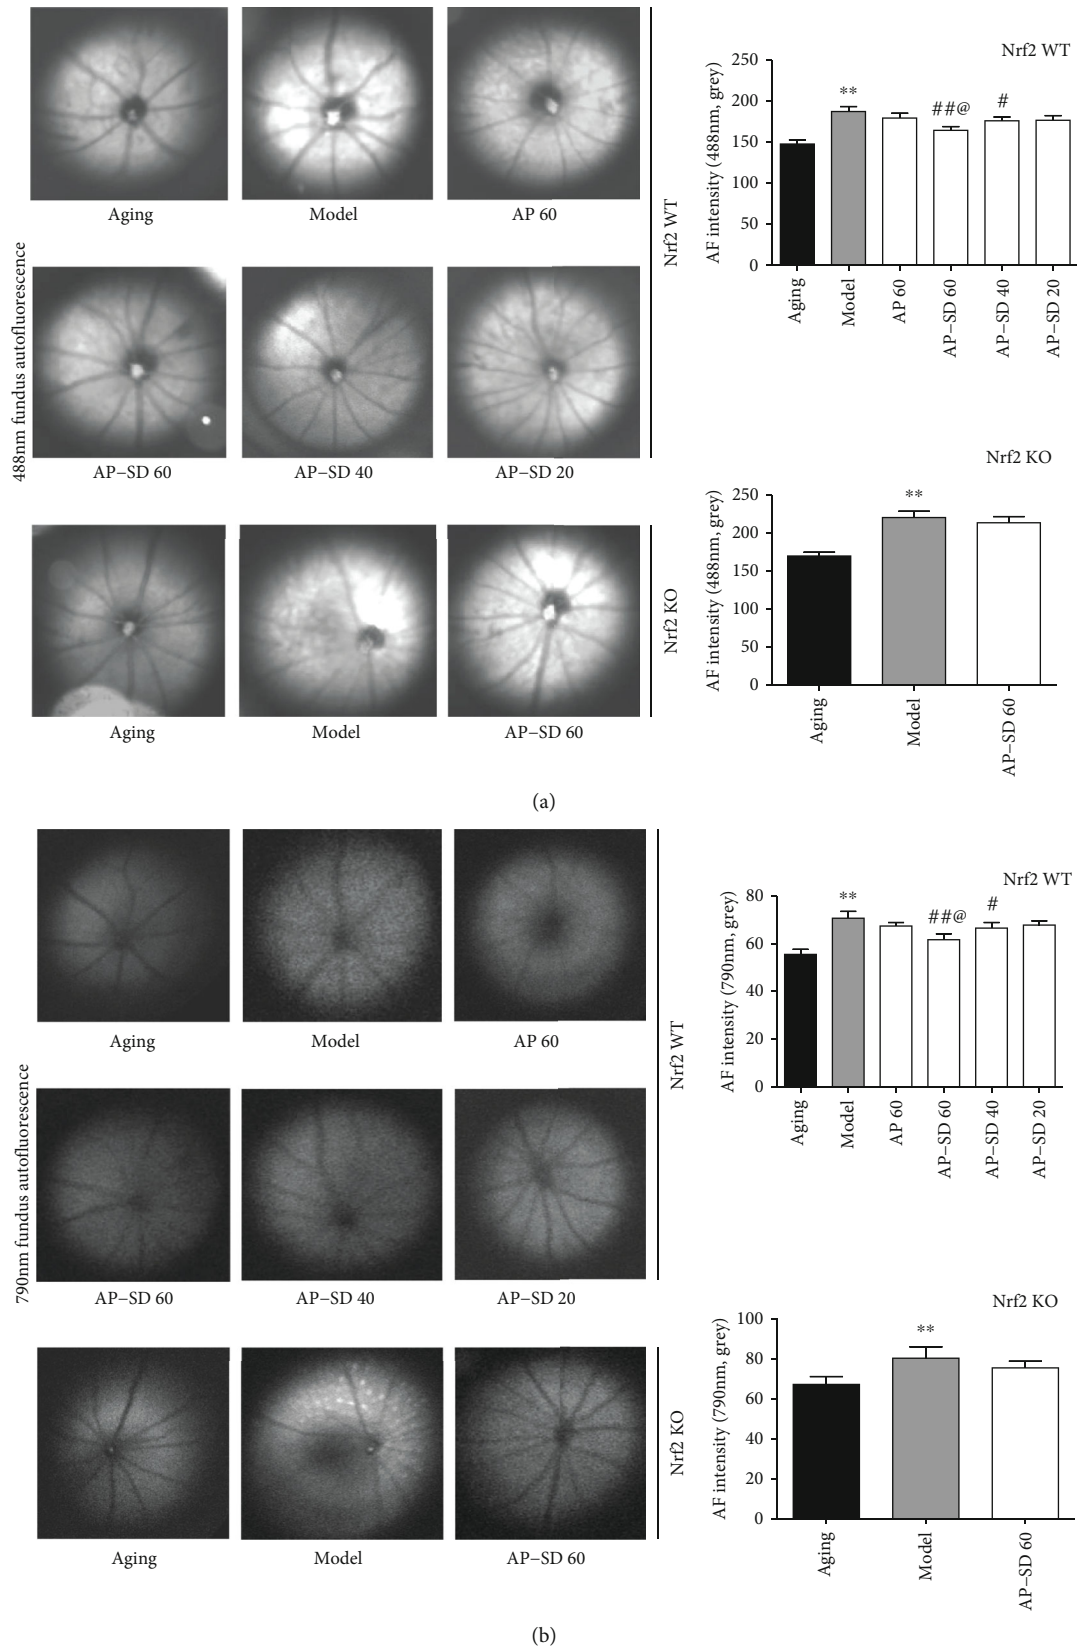 488nm fundus autofluorescence
Aging
Model
AP 60
AP−SD 60
AP−SD 40
AP−SD 20
Nrf2 WT
Aging
Model
AP−SD 60
Nrf2 KO
Nrf2 WT
AF intensity (488nm, grey)
250
200
150
100
50
0
**
##@
#
Aging
Model
AP 60
AP−SD 60
AP−SD 40
AP−SD 20
Nrf2 KO
AF intensity (488nm, grey)
250
200
150
100
50
0
**
Aging
Model
AP−SD 60
(a)
790nm fundus autofluorescence
Aging
Model
AP 60
AP−SD 60
AP−SD 40
AP−SD 20
Nrf2 WT
Aging
Model
AP−SD 60
Nrf2 KO
Nrf2 WT
AF intensity (790nm, grey)
80
60
40
20
0
**
##@
#
Aging
Model
AP 60
AP−SD 60
AP−SD 40
AP−SD 20
Nrf2 KO
AF intensity (790nm, grey)
100
80
60
40
20
0
**
Aging
Model
AP−SD 60
(b)